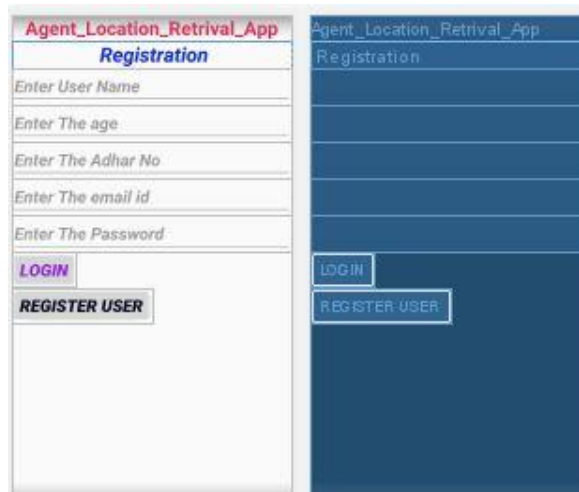 Agent_Location_Retrival_App
Registration
Enter User Name
Enter The age
Enter The Adhar No
Enter The email id
Enter The Password
LOGIN
REGISTER USER
Agent_Location_Retrival_App
Registration
LOGIN
REGISTER USER